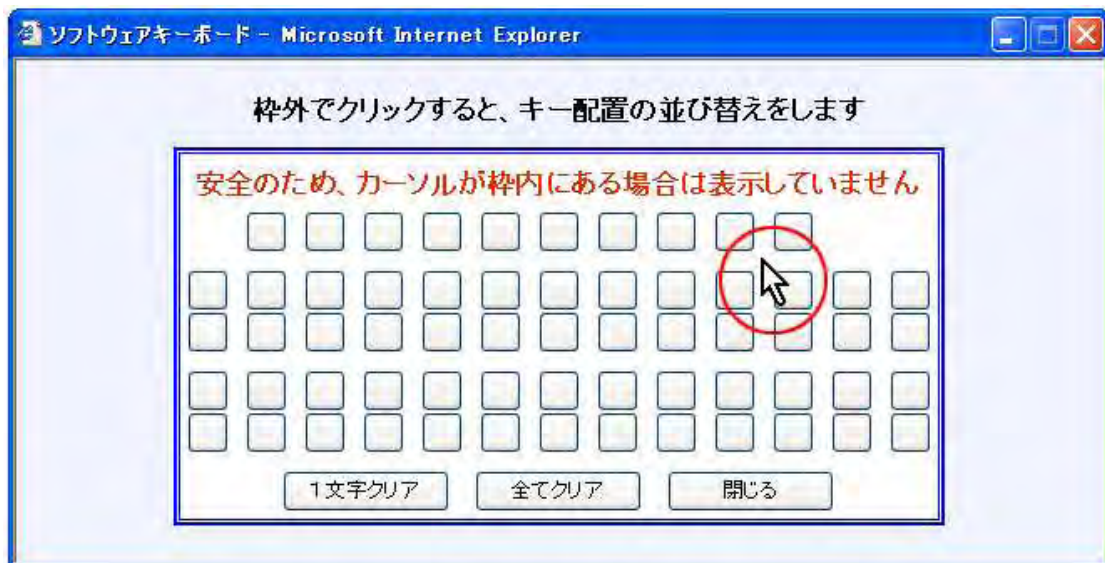 ソフトウェアキーボード - Microsoft Internet Explorer
枠外でクリックすると、キー配置の並び替えをします
安全のため、カーソルが枠内にある場合は表示していません
1文字クリア 全てクリア 閉じる